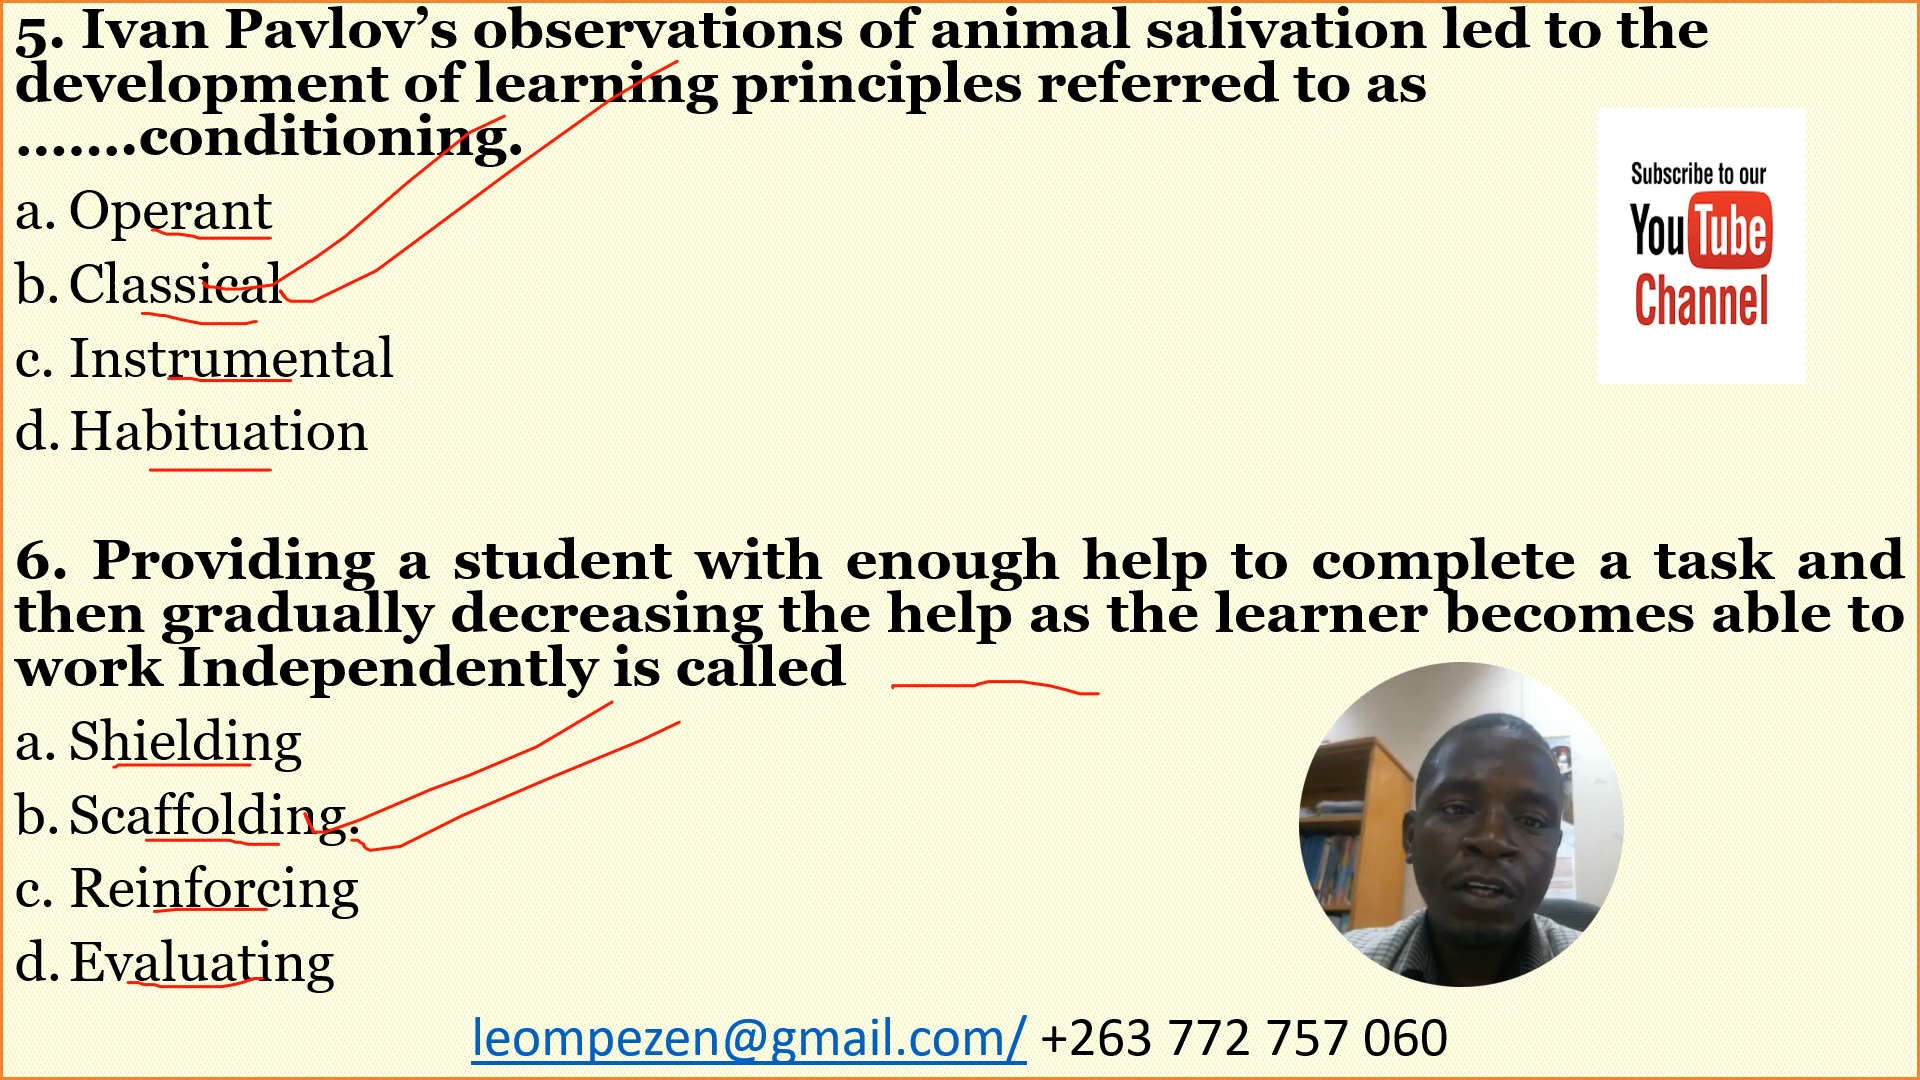 5. Ivan Pavlov’s observations of animal salivation led to the
development of learning principles referred to as
…….conditioning.
a. Operant
b. Classical
c. Instrumental
d. Habituation
Subscribe to our
YouTube
Channel
6. Providing a student with enough help to complete a task and
then gradually decreasing the help as the learner becomes able to
work Independently is called
a. Shielding
b. Scaffolding.
c. Reinforcing
d. Evaluating
leompezen@gmail.com/ +263 772 757 060